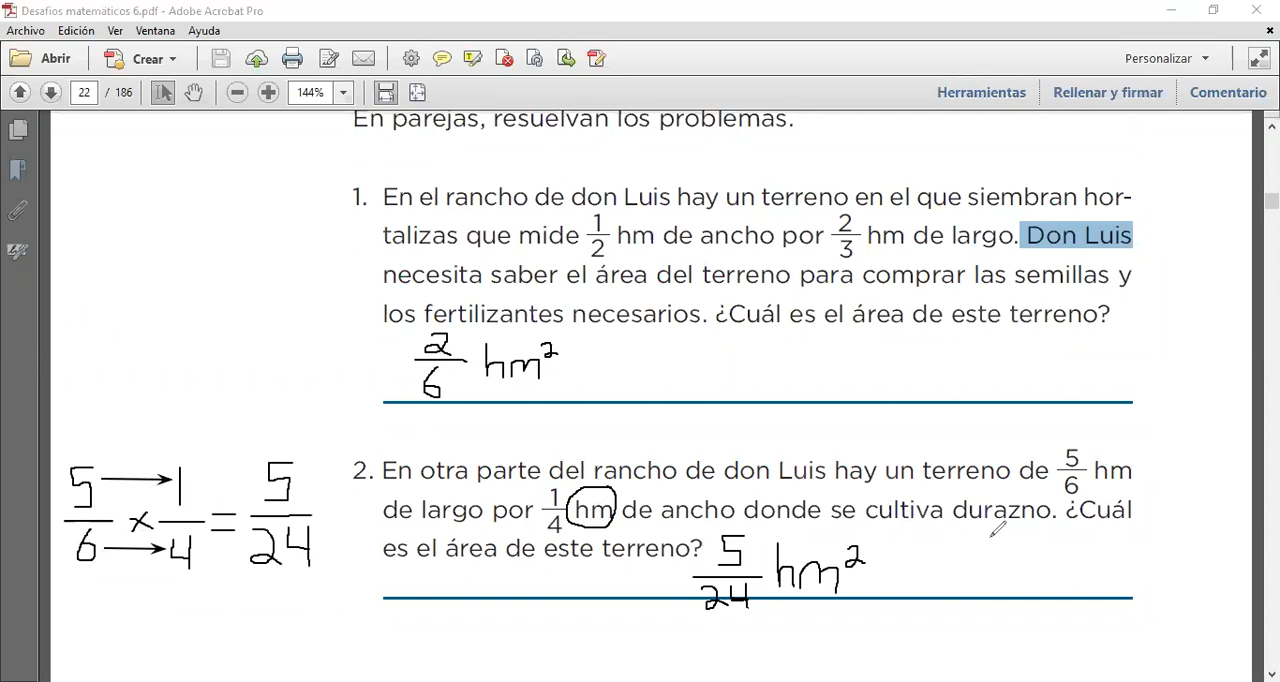 Desafíos matemáticos 6.pdf - Adobe Acrobat Pro
Archivo Edición Ver Ventana Ayuda
Abrir Crear Personalizar
22 / 186 144% Herramientas Rellenar y firmar Comentario
En parejas, resuelvan los problemas.
1. En el rancho de don Luis hay un terreno en el que siembran hor-
talizas que mide 1/2 hm de ancho por 2/3 hm de largo. Don Luis
necesita saber el área del terreno para comprar las semillas y
los fertilizantes necesarios. ¿Cuál es el área de este terreno?
2/6 hm²
2. En otra parte del rancho de don Luis hay un terreno de 5/6 hm
de largo por 1/4 hm de ancho donde se cultiva durazno. ¿Cuál
es el área de este terreno? 5/24 hm²
5/6 x 1/4 = 5/24